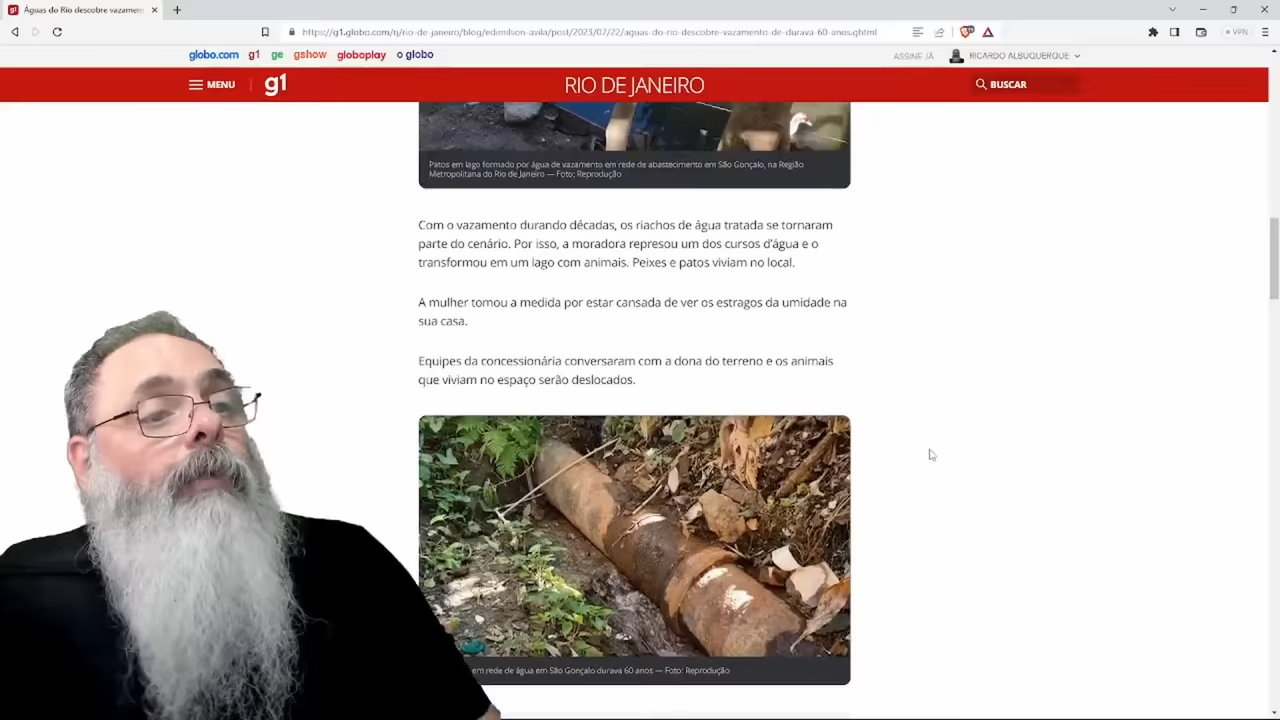 Águas do Rio descobre vazamen
https://g1.globo.com/rj/rio-de-janeiro/blog/edimilson-avila/post/2023/07/22/aguas-do-rio-descobre-vazamento-de-durava-60-anos.ghtml
VPN
globo.com g1 ge gshow globoplay o globo
ASSINE JÁ
RICARDO ALBUQUERQUE
MENU
g1
RIO DE JANEIRO
BUSCAR
Patos em lago formado por água de vazamento em rede de abastecimento em São Gonçalo, na Região
Metropolitana do Rio de Janeiro — Foto: Reprodução
Com o vazamento durando décadas, os riachos de água tratada se tornaram
parte do cenário. Por isso, a moradora represou um dos cursos d'água e o
transformou em um lago com animais. Peixes e patos viviam no local.
A mulher tomou a medida por estar cansada de ver os estragos da umidade na
sua casa.
Equipes da concessionária conversaram com a dona do terreno e os animais
que viviam no espaço serão deslocados.
em rede de água em São Gonçalo durava 60 anos — Foto: Reprodução